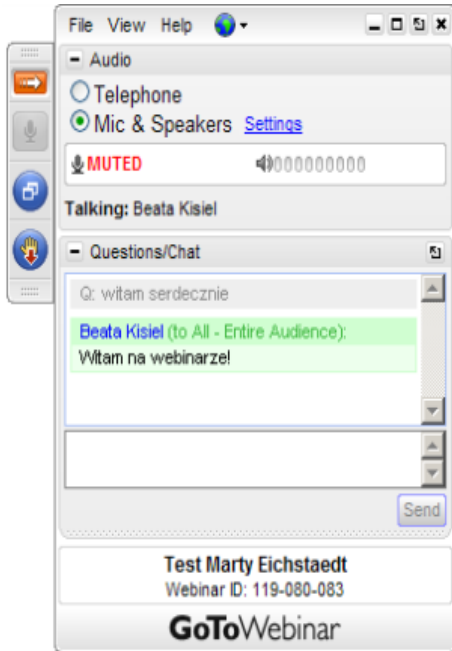 File View Help
Audio
Telephone
Mic & Speakers Settings
MUTED 000000000
Talking: Beata Kisiel
Questions/Chat
Q: witam serdecznie
Beata Kisiel (to All - Entire Audience):
Witam na webinarze!
Send
Test Marty Eichstaedt
Webinar ID: 119-080-083
GoToWebinar